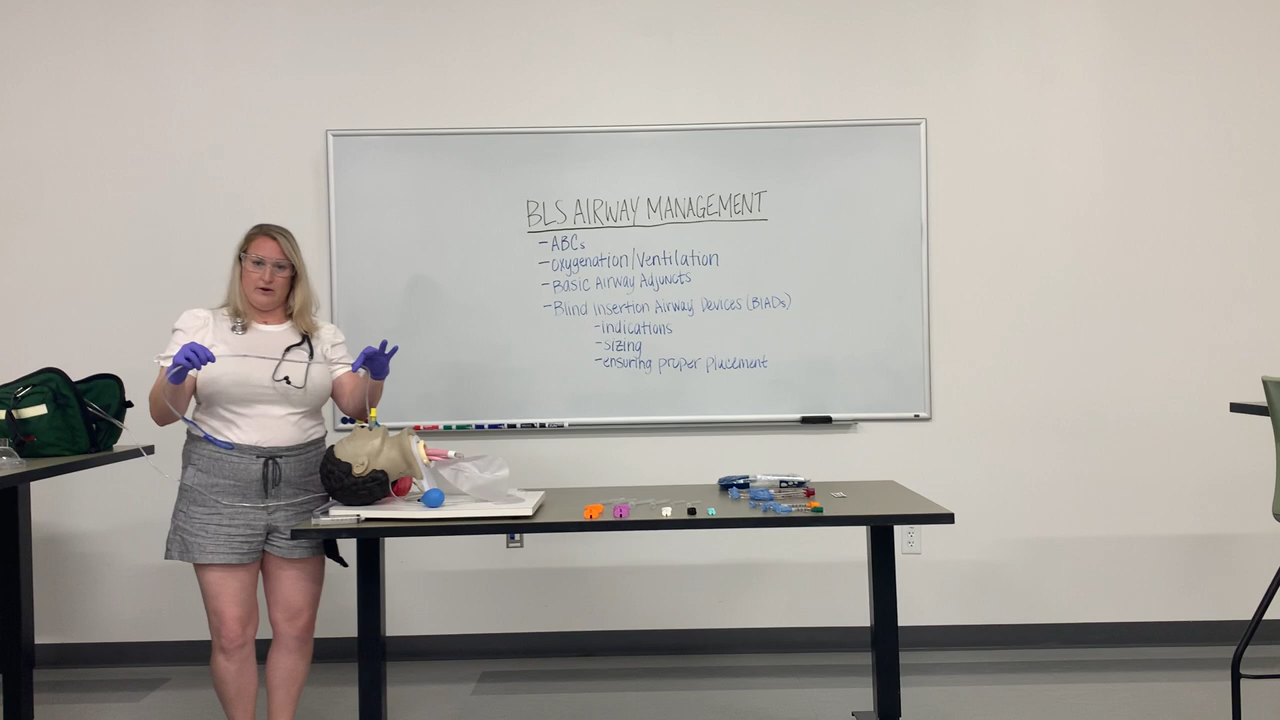 BLS AIRWAY MANAGEMENT
-ABCs
-Oxygenation/Ventilation
-Basic Airway Adjuncts
-Blind Insertion Airway Devices (BIADs)
-indications
-sizing
-ensuring proper placement